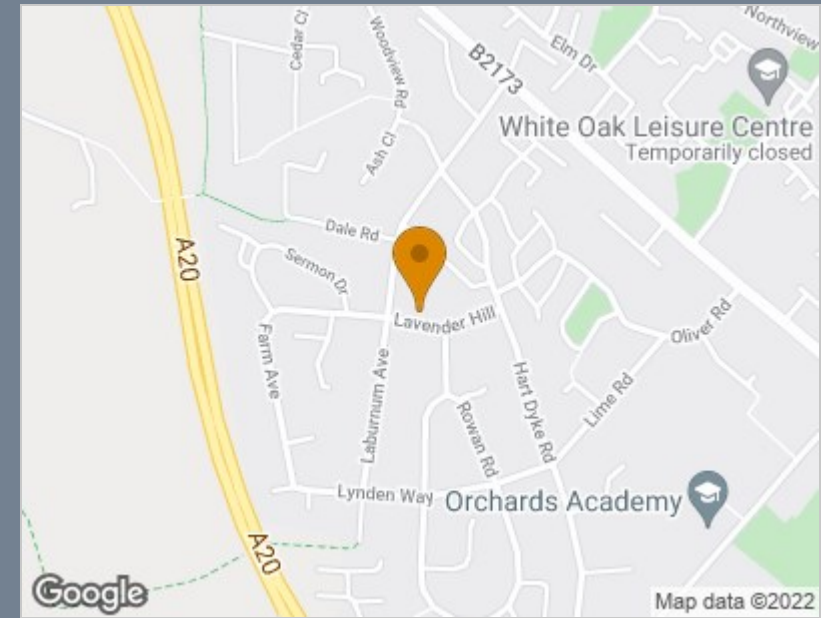 Northview
Woodview Rd
Cedar Cl
B2173
Elm Dr
White Oak Leisure Centre
Temporarily closed
Ash Cl
Dale Rd
A20
Sermon Dr
Lavender Hill
Oliver Rd
Farm Ave
Laburnum Ave
Hart Dyke Rd
Lime Rd
Rowan Rd
Lynden Way
Orchards Academy
A20
Google
Map data ©2022